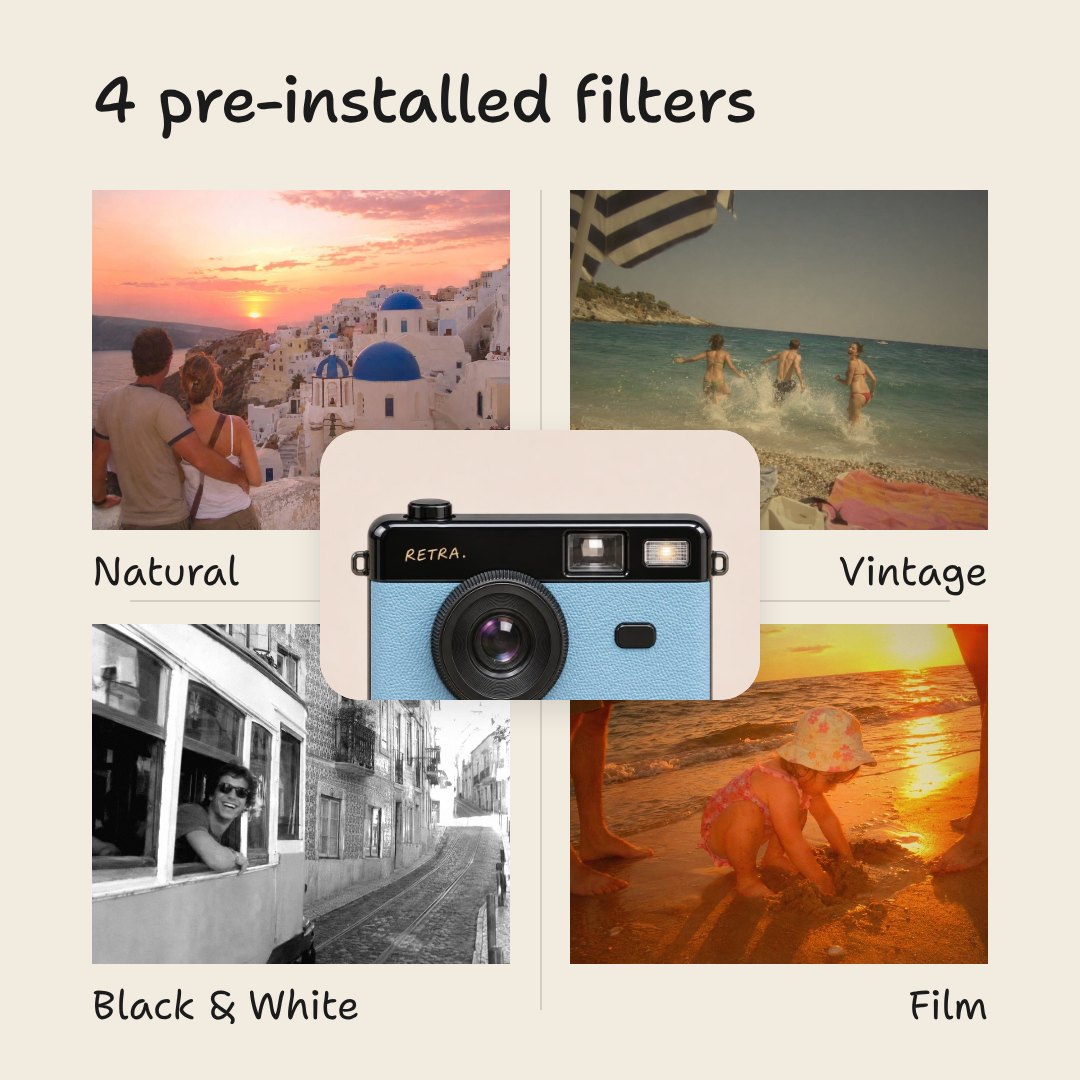 4 pre-installed filters
Natural
Vintage
RETRA.
Black & White
Film